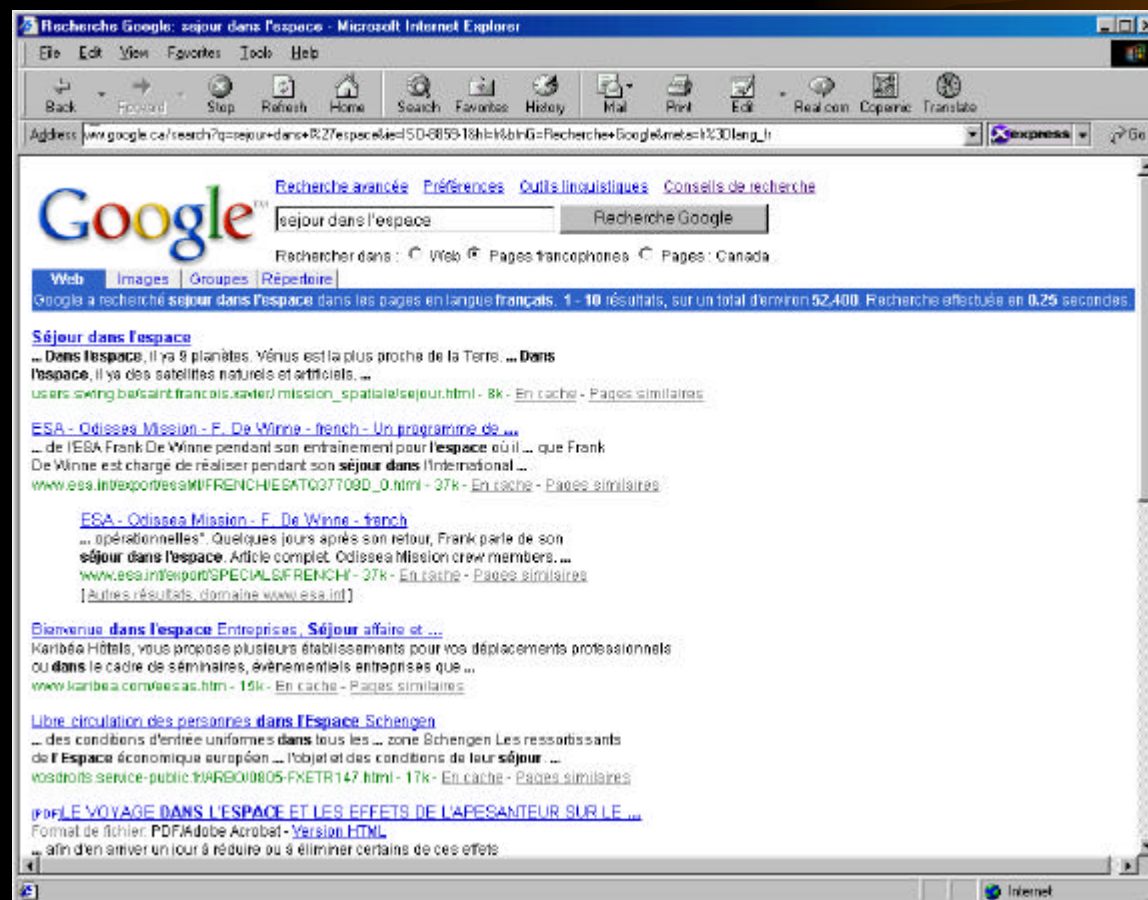 Recherche Google: sejour dans l'espace - Microsoft Internet Explorer
File Edit View Favorites Tools Help
Back Forward Stop Refresh Home Search Favorites History Mail Print Edit Real.com Copernic Translate
Address www.google.ca/search?q=sejour+dans+l%27espace&ie=ISO-8859-1&hl=fr&btnG=Recherche+Google&meta=lr%3Dlang_fr Xexpress Go
Recherche avancée Préférences Outils linguistiques Conseils de recherche
Google™
sejour dans l'espace Recherche Google
Rechercher dans : Web Pages francophones Pages : Canada
Web Images Groupes Répertoire
Google a recherché sejour dans l'espace dans les pages en langue français. 1 - 10 résultats, sur un total d'environ 52,400. Recherche effectuée en 0.25 secondes.
Séjour dans l'espace
... Dans l'espace, il ya 9 planètes. Vénus est la plus proche de la Terre. ... Dans
l'espace, il ya des satellites naturels et artificiels. ...
users.swing.be/saint.francois.xavier/mission_spatiale/sejour.html - 8k - En cache - Pages similaires
ESA - Odissea Mission - F. De Winne - french - Un programme de ...
... de l'ESA Frank De Winne pendant son entraînement pour l'espace où il ... que Frank
De Winne est chargé de réaliser pendant son séjour dans l'International ...
www.esa.int/export/esaMI/FRENCH/ESATQ37708D_0.html - 37k - En cache - Pages similaires
ESA - Odissea Mission - F. De Winne - french
... opérationnelles". Quelques jours après son retour, Frank parle de son
séjour dans l'espace. Article complet. Odissea Mission crew members. ...
www.esa.int/export/SPECIALS/FRENCH/ - 37k - En cache - Pages similaires
[ Autres résultats, domaine www.esa.int ]
Bienvenue dans l'espace Entreprises, Séjour affaire et ...
Karibéa Hôtels, vous propose plusieurs établissements pour vos déplacements professionnels
ou dans le cadre de séminaires, évènementiels entreprises que ...
www.karibea.com/eesas.htm - 15k - En cache - Pages similaires
Libre circulation des personnes dans l'Espace Schengen
... des conditions d'entrée uniformes dans tous les ... zone Schengen Les ressortissants
de l' Espace économique européen ... l'objet et des conditions de leur séjour. ...
vosdroits.service-public.fr/ARBO/0805-FXETR147.html - 17k - En cache - Pages similaires
[PDF]LE VOYAGE DANS L'ESPACE ET LES EFFETS DE L'APESANTEUR SUR LE ...
Format de fichier: PDF/Adobe Acrobat - Version HTML
... afin d'en arriver un jour à réduire ou à éliminer certains de ces effets
Internet